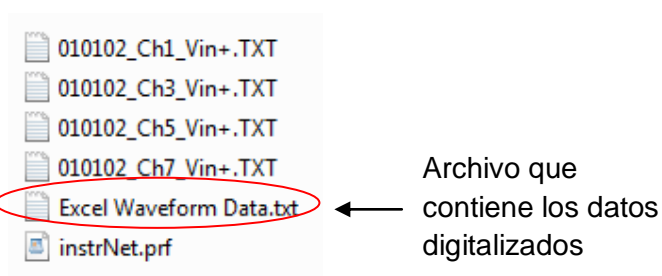 010102_Ch1_Vin+.TXT
010102_Ch3_Vin+.TXT
010102_Ch5_Vin+.TXT
010102_Ch7_Vin+.TXT
Excel Waveform Data.txt
instrNet.prf
Archivo que
contiene los datos
digitalizados